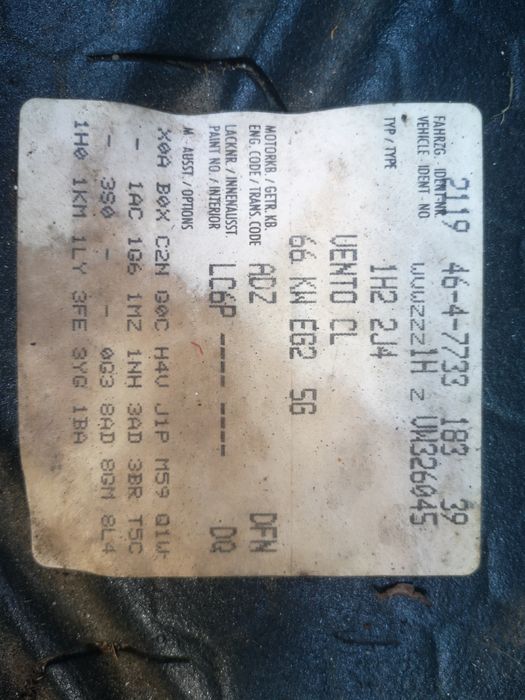 2119 46-4-7733 183 39
FAHRZG.-IDENT-NR.
VEHICLE-IDENT-NO. WVWZZZ1H Z VW326045
TYP / TYPE 1H2 2J4
VENTO CL
66 KW EG2 5G
MOTORKB. / GETR. KB.
ENG. CODE / TRANS. CODE ADZ DFN
LACKNR. / INNENAUSST.
PAINT NO. / INTERIOR LC6P ---- ---- DQ
M. AUSST. / OPTIONS
X0A B0X C2N D0C H4V J1P M59 Q1W
- 1AC 1G6 1MZ 1NH 3AD 3BR T5C
- 3S0 - - 0G3 8AD 8GM 8L4
1H0 1KM 1LY 3FE 3YG 1BA